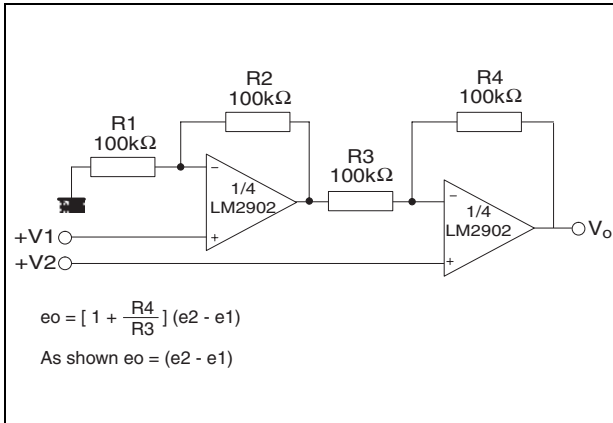 R2
100kΩ
R4
100kΩ
R1
100kΩ
R3
100kΩ
−
1/4
LM2902
+
−
1/4
LM2902
+
Vo
+V1
+V2
eo = [ 1 + R4/R3 ] (e2 - e1)
As shown eo = (e2 - e1)